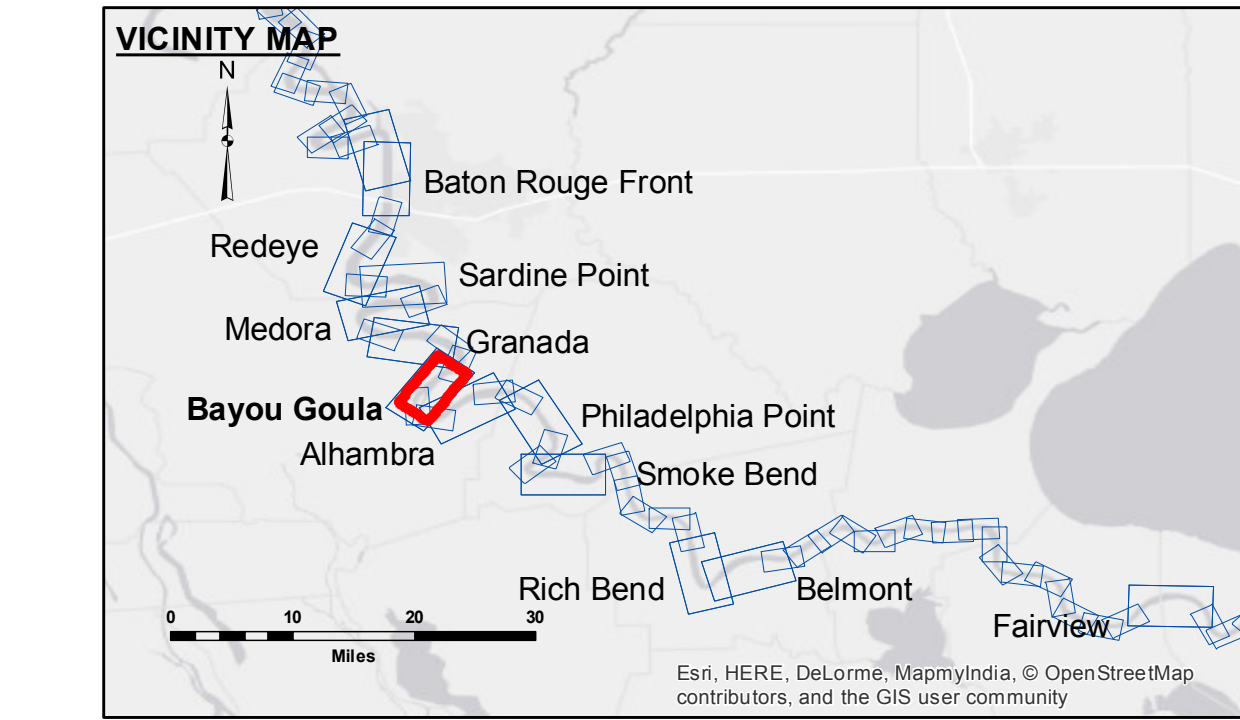 VICINITY MAP
N
Baton Rouge Front
Redeye
Sardine Point
Medora
Granada
Bayou Goula
Philadelphia Point
Alhambra
Smoke Bend
Rich Bend
Belmont
Fairview
0 10 20 30
Miles
Esri, HERE, DeLorme, MapmyIndia, © OpenStreetMap
contributors, and the GIS user community